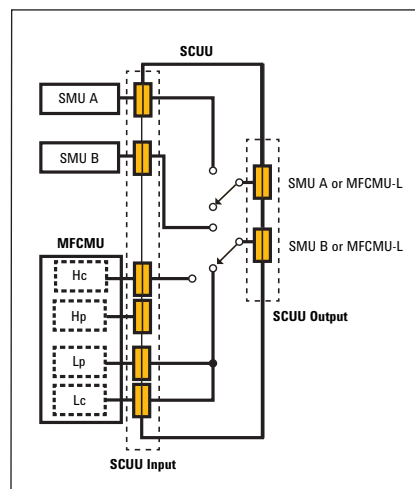 SCUU
SMU A
SMU B
SMU A or MFCMU-L
SMU B or MFCMU-L
MFCMU
Hc
Hp
Lp
Lc
SCUU Output
SCUU Input